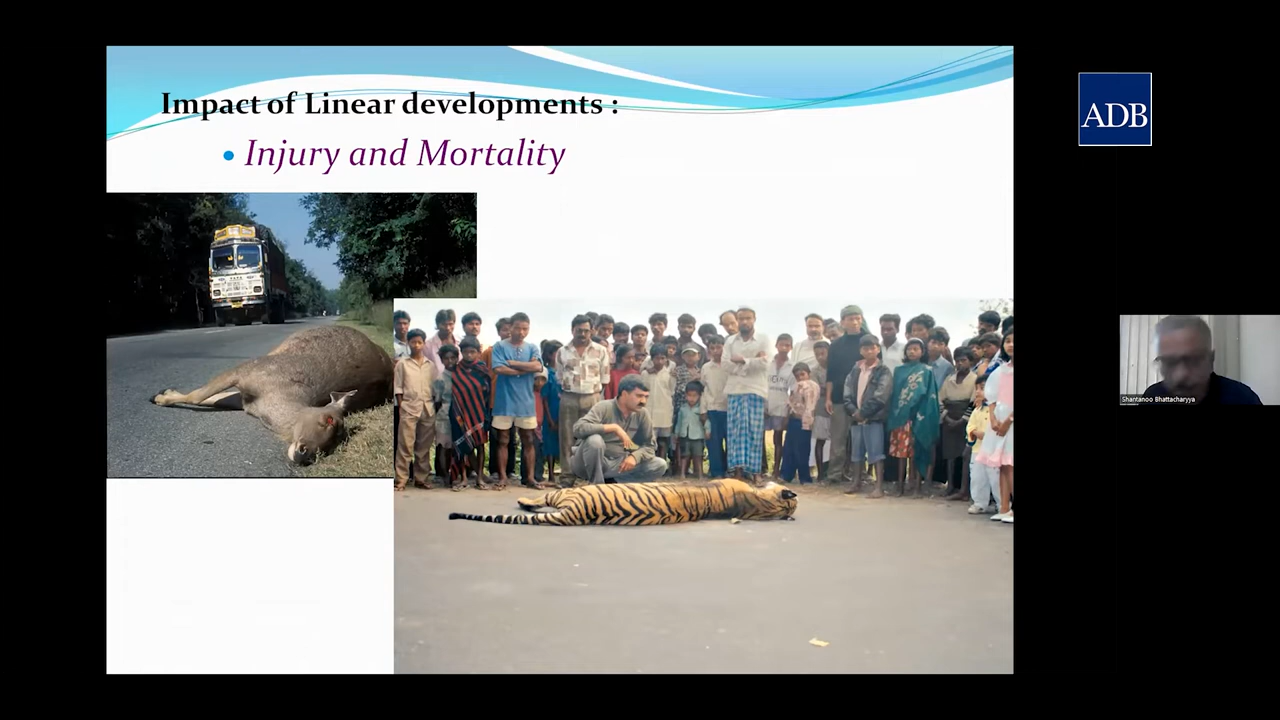 Impact of Linear developments :
• Injury and Mortality
ADB
Shantanoo Bhattacharyya